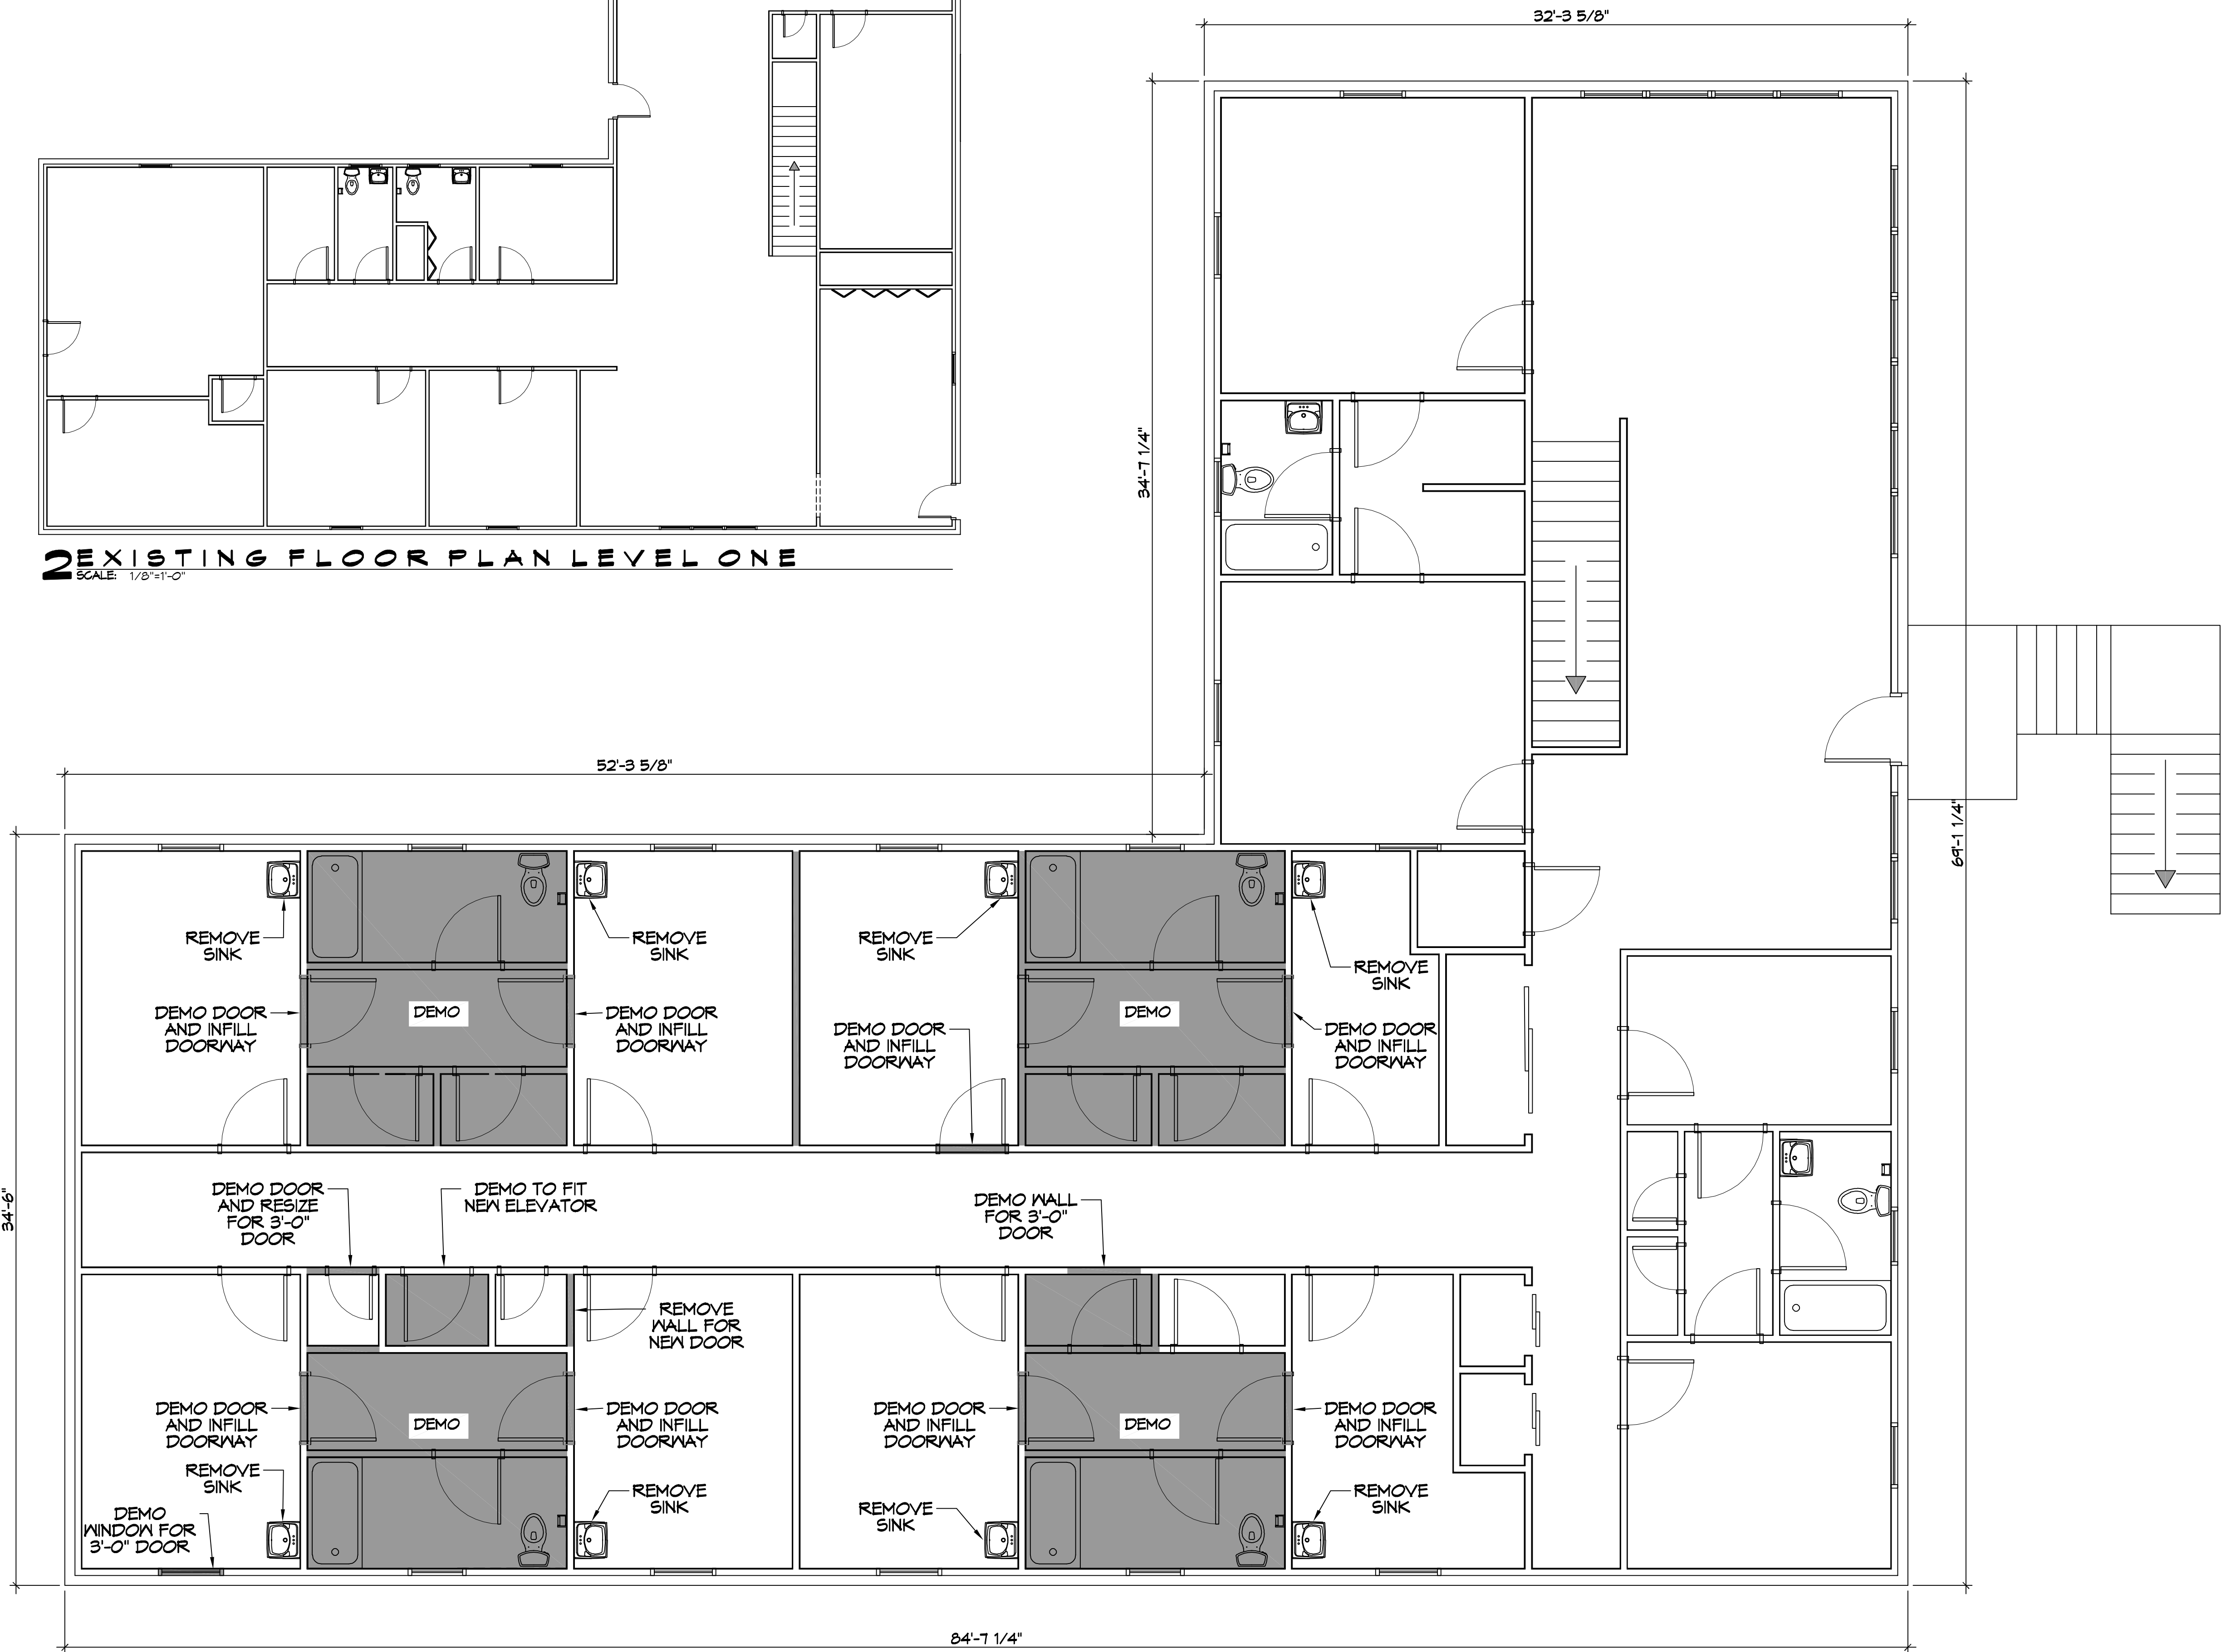 32'-3 5/8"
34'-7 1/4"
2 EXISTING FLOOR PLAN LEVEL ONE
SCALE: 1/8"=1'-0"
52'-3 5/8"
69'-1 1/4"
34'-6"
REMOVE
SINK
REMOVE
SINK
REMOVE
SINK
REMOVE
SINK
DEMO DOOR
AND INFILL
DOORWAY
DEMO
DEMO DOOR
AND INFILL
DOORWAY
DEMO DOOR
AND INFILL
DOORWAY
DEMO
DEMO DOOR
AND INFILL
DOORWAY
DEMO DOOR
AND RESIZE
FOR 3'-0"
DOOR
DEMO TO FIT
NEW ELEVATOR
DEMO WALL
FOR 3'-0"
DOOR
REMOVE
WALL FOR
NEW DOOR
DEMO DOOR
AND INFILL
DOORWAY
DEMO
DEMO DOOR
AND INFILL
DOORWAY
DEMO DOOR
AND INFILL
DOORWAY
DEMO
DEMO DOOR
AND INFILL
DOORWAY
REMOVE
SINK
REMOVE
SINK
REMOVE
SINK
REMOVE
SINK
DEMO
WINDOW FOR
3'-0" DOOR
84'-7 1/4"